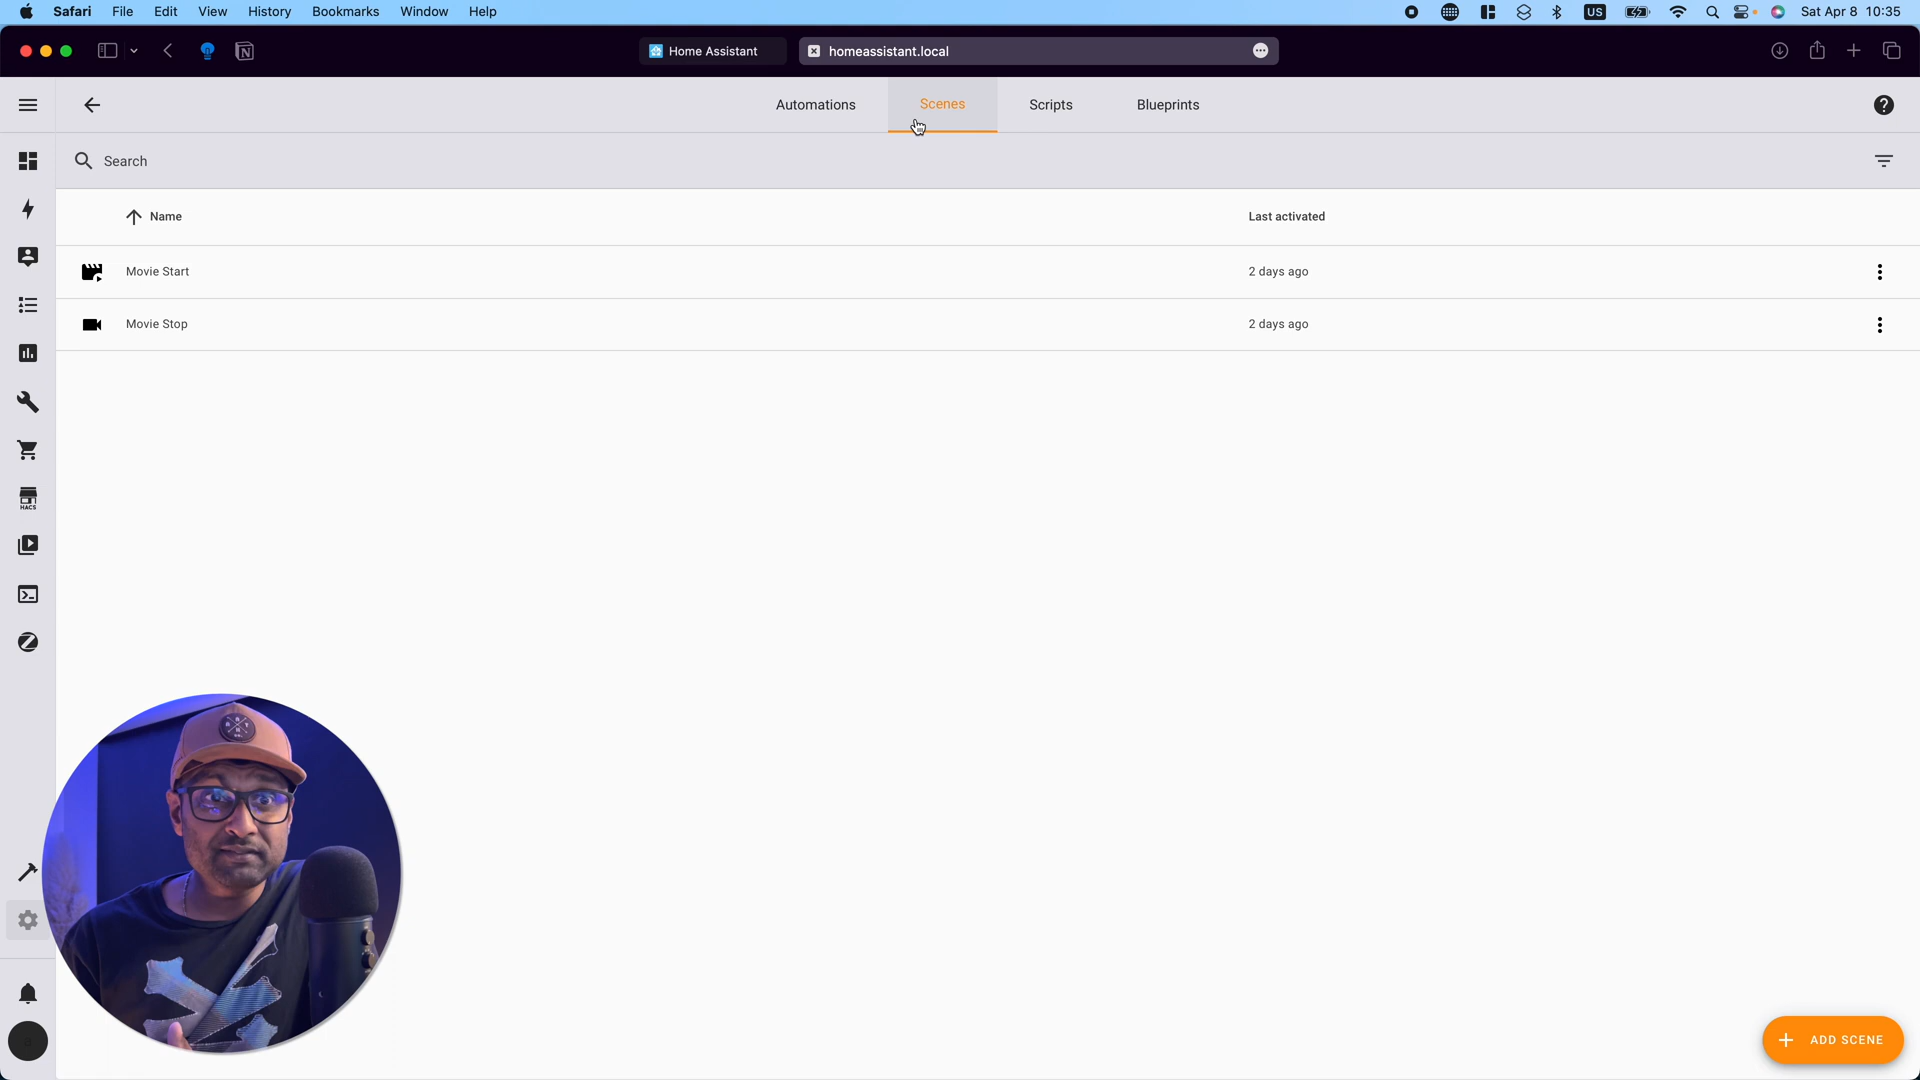 Safari File Edit View History Bookmarks Window Help US Sat Apr 8 10:35
Home Assistant homeassistant.local
Automations Scenes Scripts Blueprints
Search
Name Last activated
Movie Start 2 days ago
Movie Stop 2 days ago
HACS
ADD SCENE